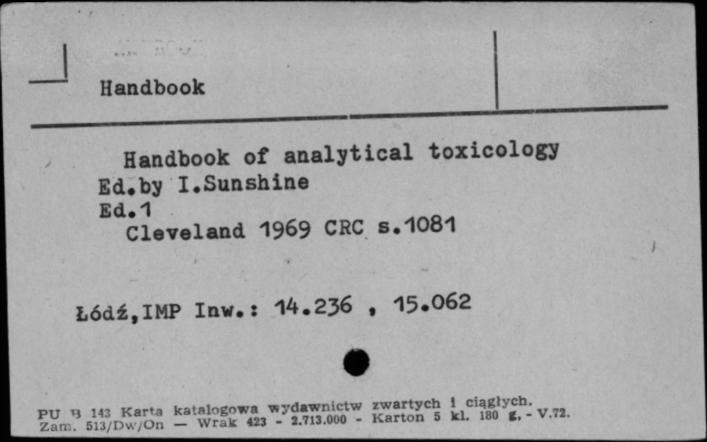 Handbook
Handbook of analytical toxicology
Ed.by I.Sunshine
Ed.1
Cleveland 1969 CRC s.1081
Łódź,IMP Inw.: 14.236 , 15.062
PU B 143 Karta katalogowa wydawnictw zwartych i ciągłych.
Zam. 513/Dw/On — Wrak 423 - 2.713.000 - Karton 5 kl. 180 g. - V.72.